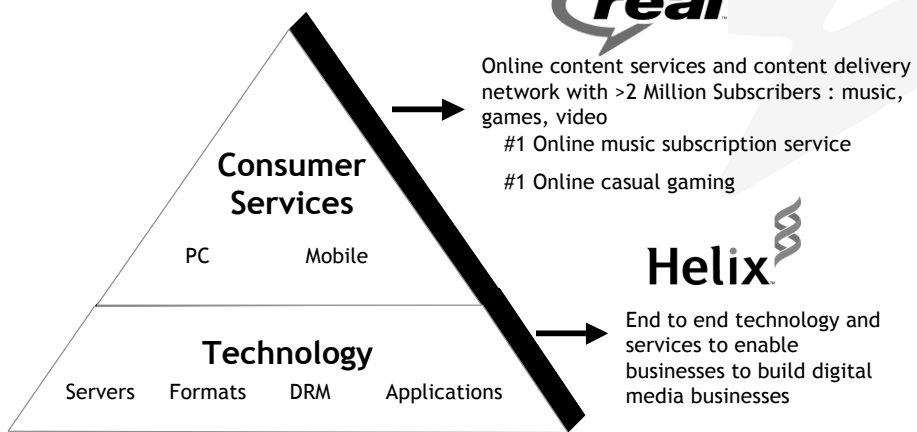 real
Online content services and content delivery
network with >2 Million Subscribers : music,
games, video
#1 Online music subscription service
#1 Online casual gaming
Consumer
Services
PC Mobile
Helix
End to end technology and
services to enable
businesses to build digital
media businesses
Technology
Servers Formats DRM Applications